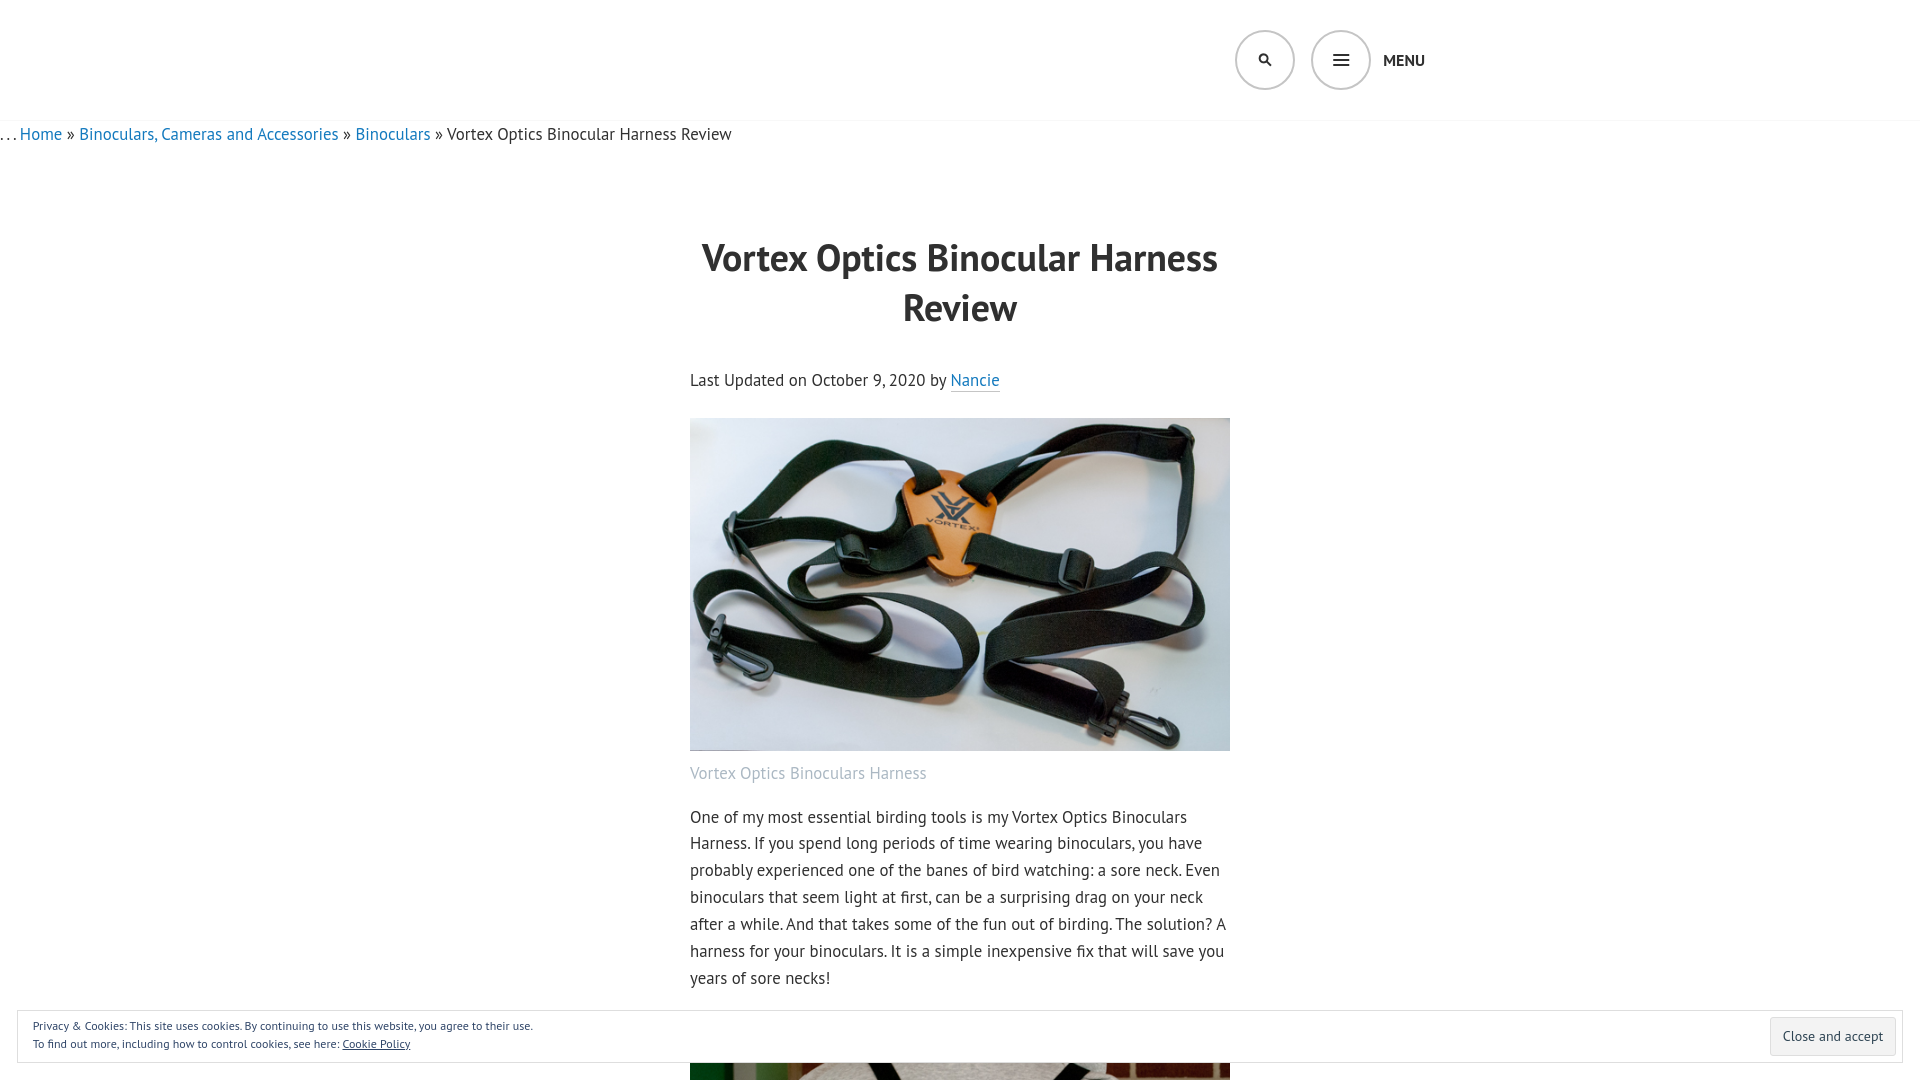 MENU
. . . Home » Binoculars, Cameras and Accessories » Binoculars » Vortex Optics Binocular Harness Review
Vortex Optics Binocular Harness
Review
Last Updated on October 9, 2020 by Nancie
VORTEX
Vortex Optics Binoculars Harness
One of my most essential birding tools is my Vortex Optics Binoculars
Harness. If you spend long periods of time wearing binoculars, you have
probably experienced one of the banes of bird watching: a sore neck. Even
binoculars that seem light at first, can be a surprising drag on your neck
after a while. And that takes some of the fun out of birding. The solution? A
harness for your binoculars. It is a simple inexpensive fix that will save you
years of sore necks!
Privacy & Cookies: This site uses cookies. By continuing to use this website, you agree to their use.
To find out more, including how to control cookies, see here: Cookie Policy
Close and accept